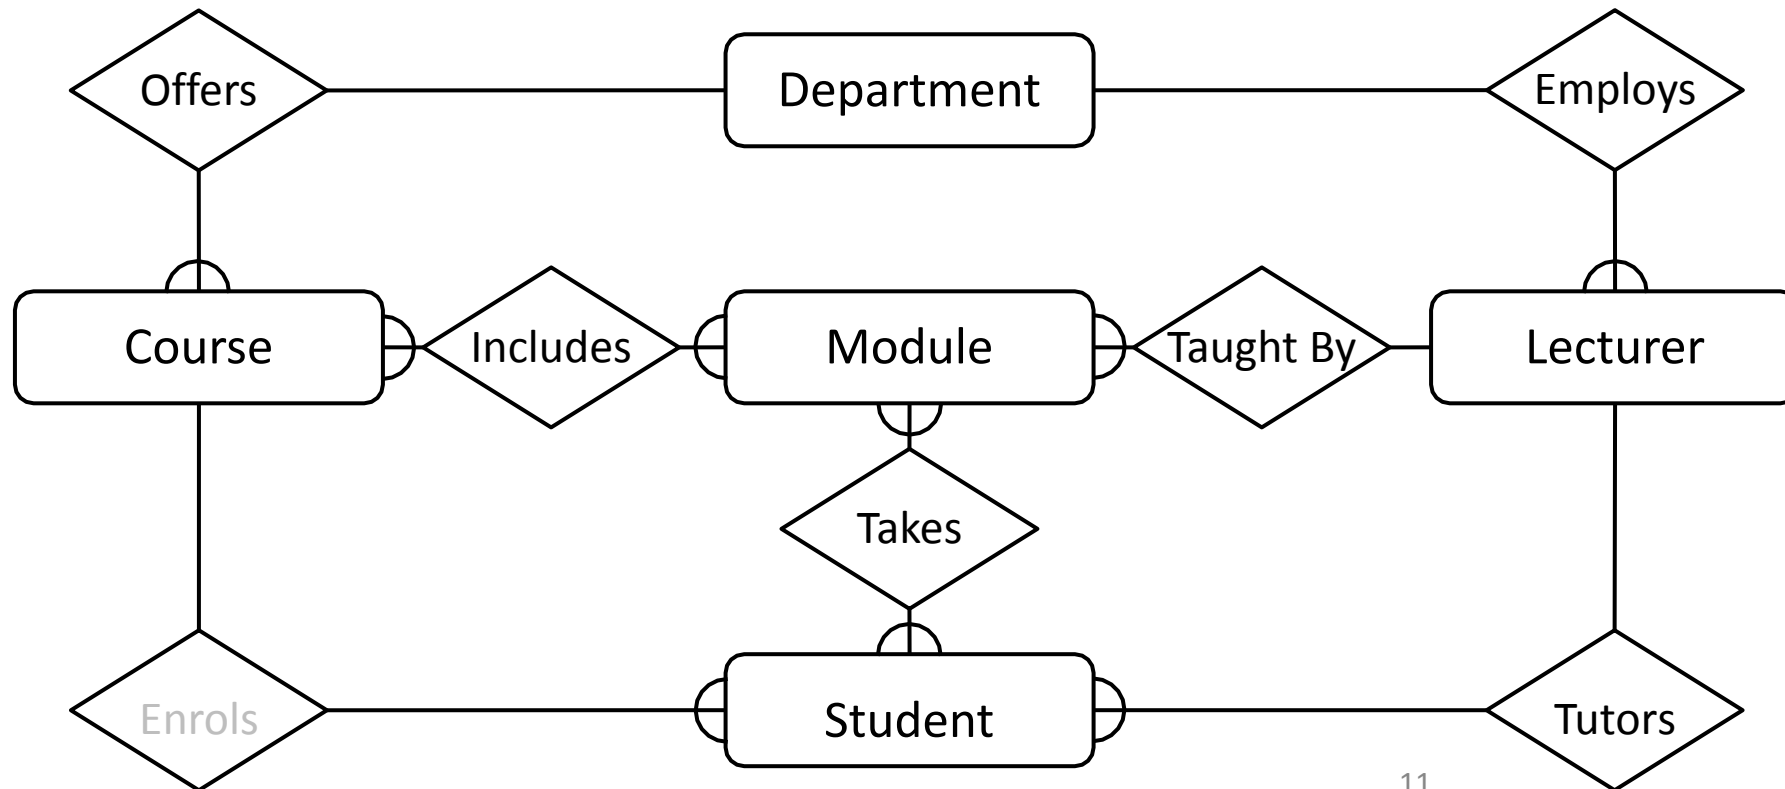 Offers
Department
Employs
Course
Includes
Module
Taught By
Lecturer
Takes
Enrols
Student
Tutors
11